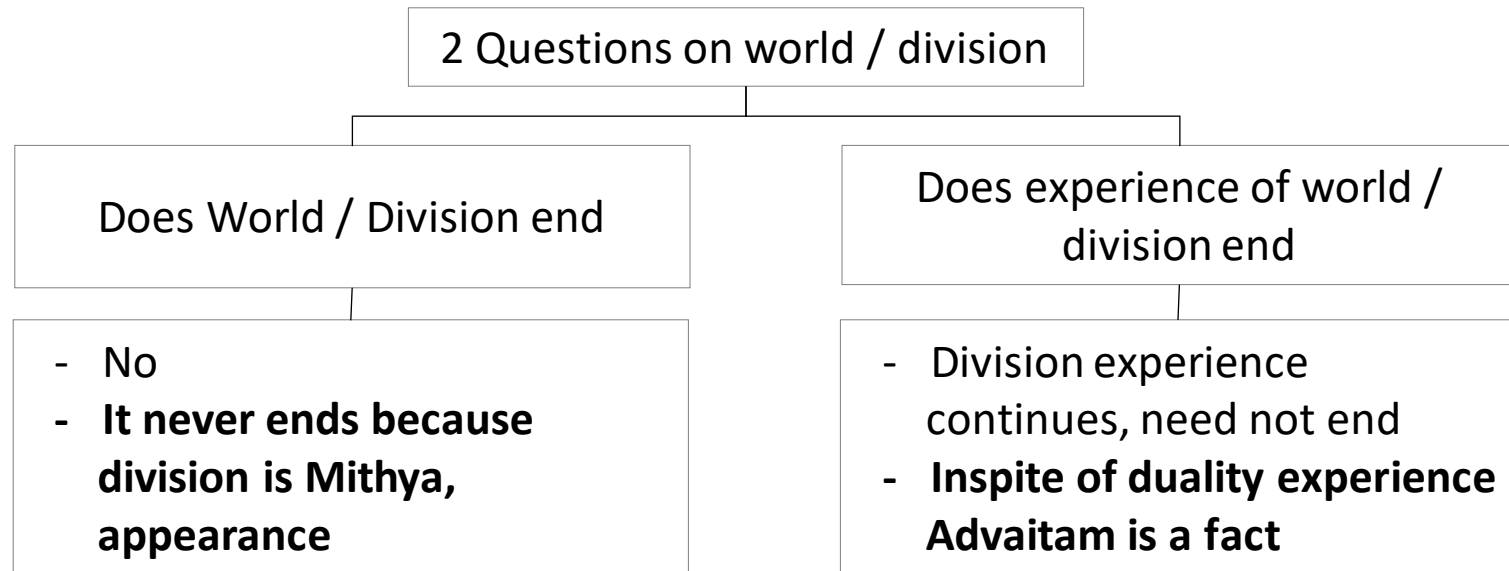 2 Questions on world / division
Does World / Division end
- No
- It never ends because
division is Mithya,
appearance
Does experience of world /
division end
- Division experience
continues, need not end
- Inspite of duality experience
Advaitam is a fact